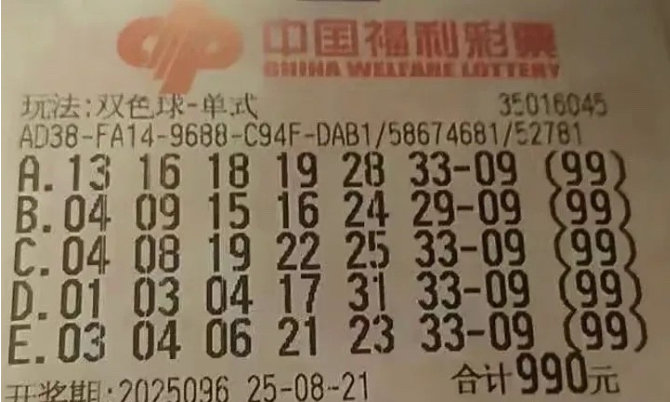 中国福利彩票
CHINA WELFARE LOTTERY
玩法:双色球-单式 35016045
AD38-FA14-9688-C94F-DAB1/58674681/52781
A.13 16 18 19 28 33-09 (99)
B.04 09 15 16 24 29-09 (99)
C.04 08 19 22 25 33-09 (99)
D.01 03 04 17 31 33-09 (99)
E.03 04 06 21 23 33-09 (99)
开奖期:2025096 25-08-21 合计990元